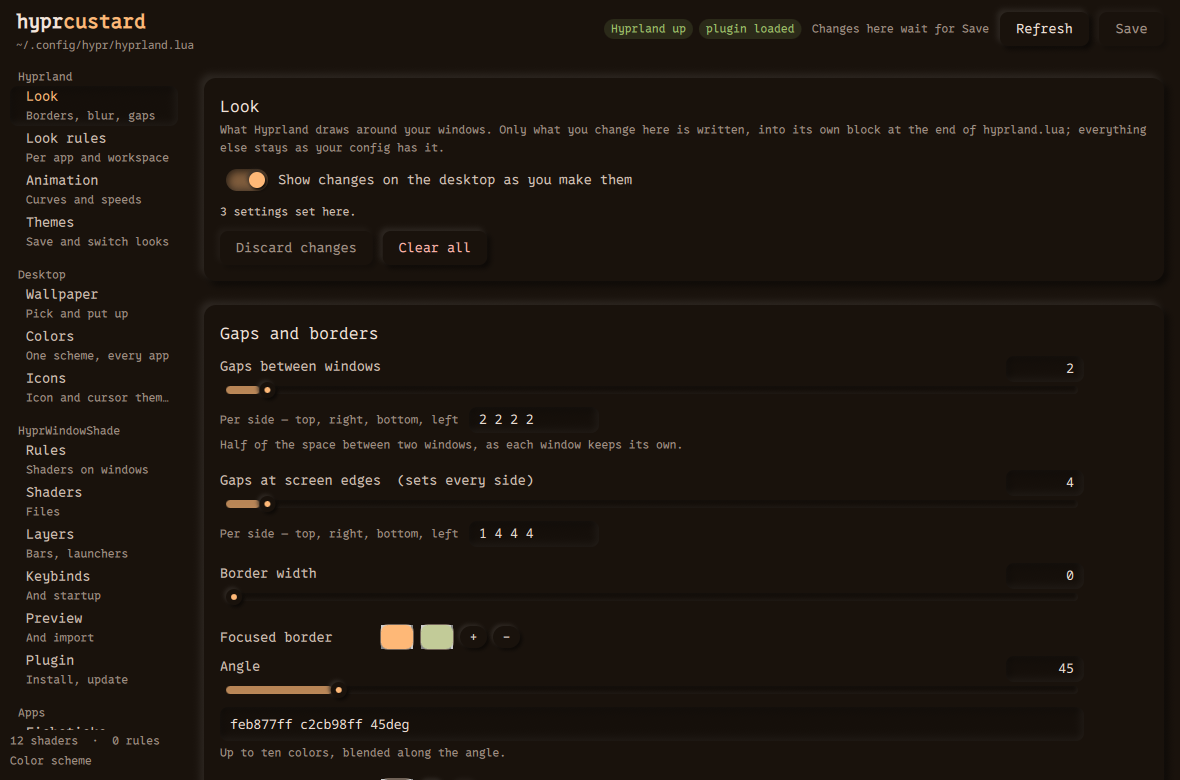 hyprcustard
~/.config/hypr/hyprland.lua
Hyprland up
plugin loaded
Changes here wait for Save
Refresh
Save
Hyprland
Look
Borders, blur, gaps
Look rules
Per app and workspace
Animation
Curves and speeds
Themes
Save and switch looks
Desktop
Wallpaper
Pick and put up
Colors
One scheme, every app
Icons
Icon and cursor them…
HyprWindowShade
Rules
Shaders on windows
Shaders
Files
Layers
Bars, launchers
Keybinds
And startup
Preview
And import
Plugin
Install, update
Apps
12 shaders · 0 rules
Color scheme
Look
What Hyprland draws around your windows. Only what you change here is written, into its own block at the end of hyprland.lua; everything
else stays as your config has it.
Show changes on the desktop as you make them
3 settings set here.
Discard changes
Clear all
Gaps and borders
Gaps between windows
2
Per side — top, right, bottom, left
2 2 2 2
Half of the space between two windows, as each window keeps its own.
Gaps at screen edges (sets every side)
4
Per side — top, right, bottom, left
1 4 4 4
Border width
0
Focused border
+
−
Angle
45
feb877ff c2cb98ff 45deg
Up to ten colors, blended along the angle.